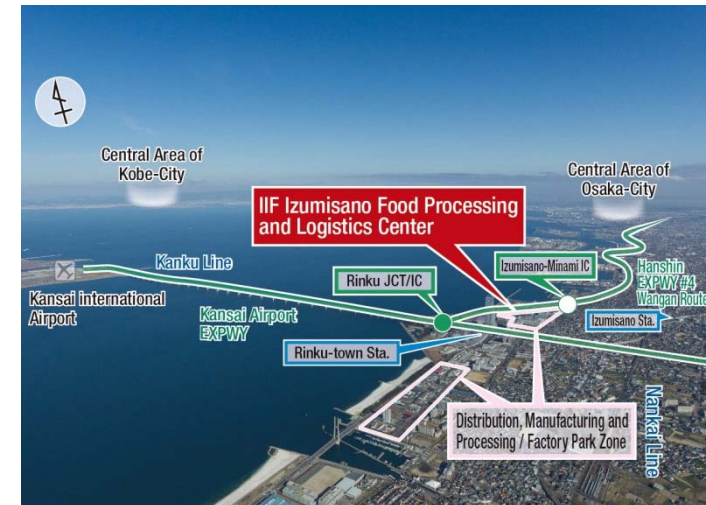 Central Area of
Kobe-City
Central Area of
Osaka-City
IIF Izumisano Food Processing
and Logistics Center
Kanku Line
Rinku JCT/IC
Izumisano-Minami IC
Hanshin
EXPWY #4
Wangan Route
Kansai international
Airport
Kansai Airport
EXPWY
Izumisano Sta.
Rinku-town Sta.
Distribution, Manufacturing and
Processing / Factory Park Zone
Nankai Line